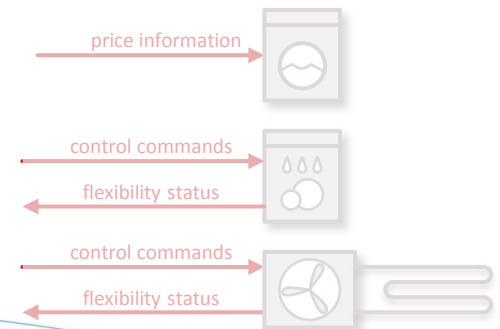 price information
control commands
flexibility status
control commands
flexibility status